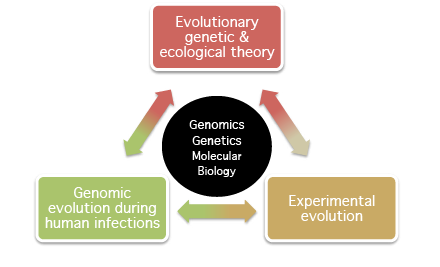 Evolutionary
genetic &
ecological theory
Genomics
Genetics
Molecular
Biology
Genomic
evolution during
human infections
Experimental
evolution